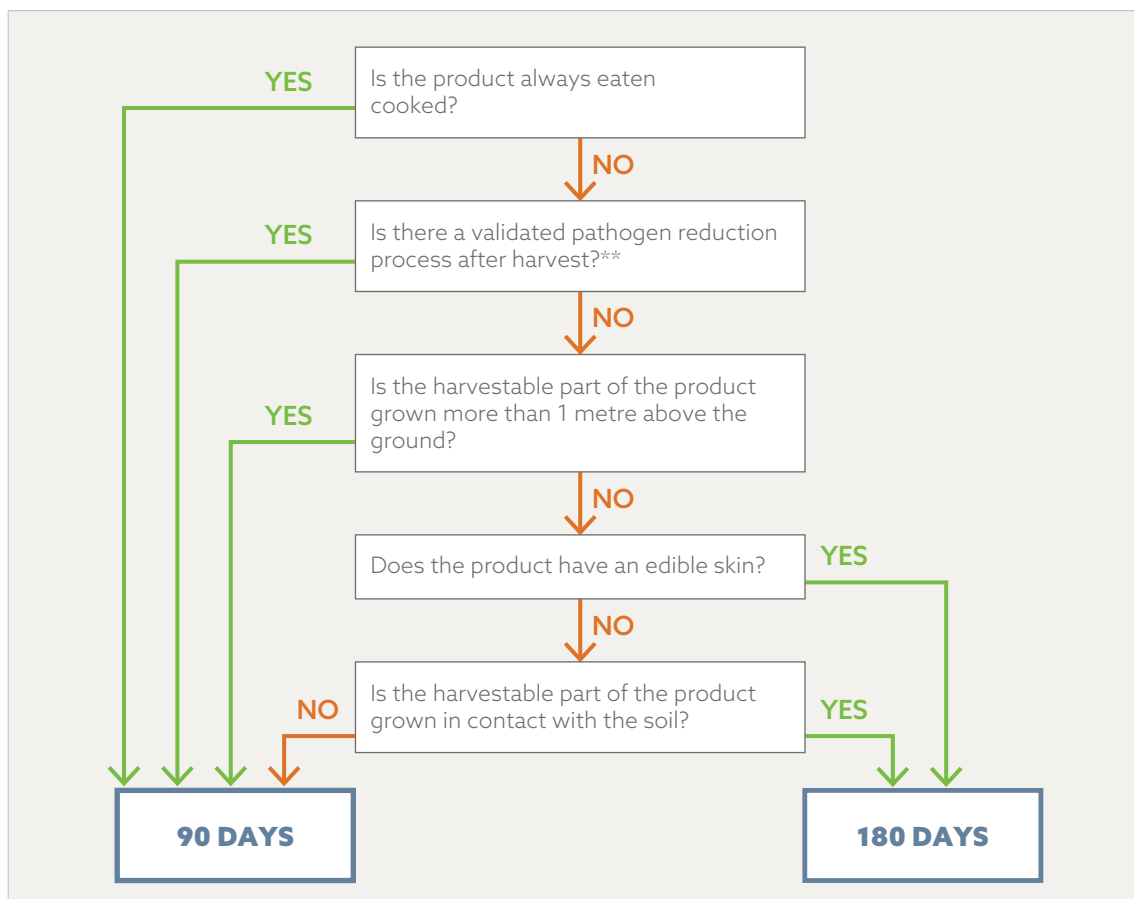 YES
Is the product always eaten
cooked?
NO
YES
Is there a validated pathogen reduction
process after harvest?**
NO
YES
Is the harvestable part of the product
grown more than 1 metre above the
ground?
NO
Does the product have an edible skin?
YES
NO
NO
Is the harvestable part of the product
grown in contact with the soil?
YES
90 DAYS
180 DAYS